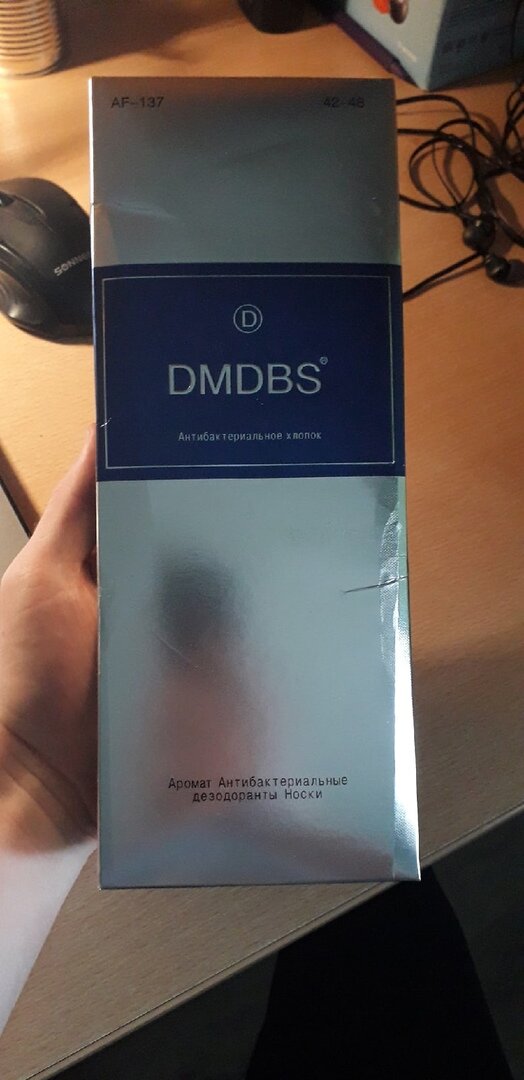 AF-137 42-48
D
DMDBS®
Антибактериальное хлопок
Аромат Антибактериальные
дезодоранты Носки